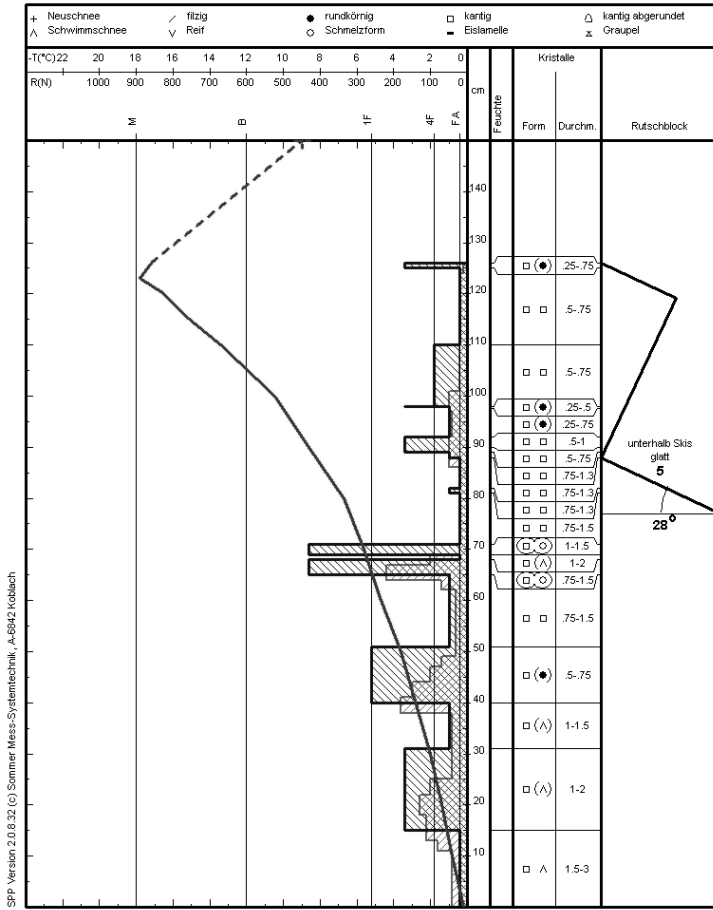 + Neuschnee / filzig ● rundkörnig □ kantig kantig abgerundet
∧ Schwimmschnee ∨ Reif ○ Schmelzform ━ Eislamelle Graupel
-T(°C) 22 20 18 16 14 12 10 8 6 4 2 0
R(N) 1000 900 800 700 600 500 400 300 200 100 0
cm
Feuchte
Kristalle
Form Durchm.
Rutschblock
M B 1F 4F F A
140
130
.25-.75
120
.5-.75
110
.5-.75
100
.25-.5
.25-.75
90
.5-1
.5-.75
unterhalb Skis
glatt
5
28°
80
.75-1.3
.75-1.3
.75-1.3
.75-1.5
70
1-1.5
1-2
.75-1.5
60
.75-1.5
50
.5-.75
40
1-1.5
30
1-2
20
10
1.5-3
SPP Version 2.0.8.32 (c) Sommer Mess-Systemtechnik, A-6842 Koblach